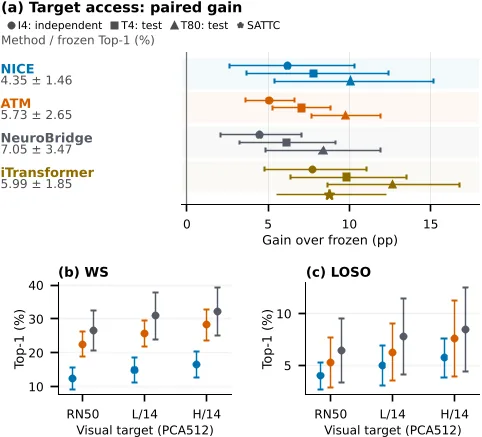 (a) Target access: paired gain
I4: independent T4: test T80: test SATTC
Method / frozen Top-1 (%)
NICE
4.35 ± 1.46
ATM
5.73 ± 2.65
NeuroBridge
7.05 ± 3.47
iTransformer
5.99 ± 1.85
0 5 10 15
Gain over frozen (pp)
(b) WS
Top-1 (%)
40
30
20
10
RN50 L/14 H/14
Visual target (PCA512)
(c) LOSO
Top-1 (%)
10
5
RN50 L/14 H/14
Visual target (PCA512)